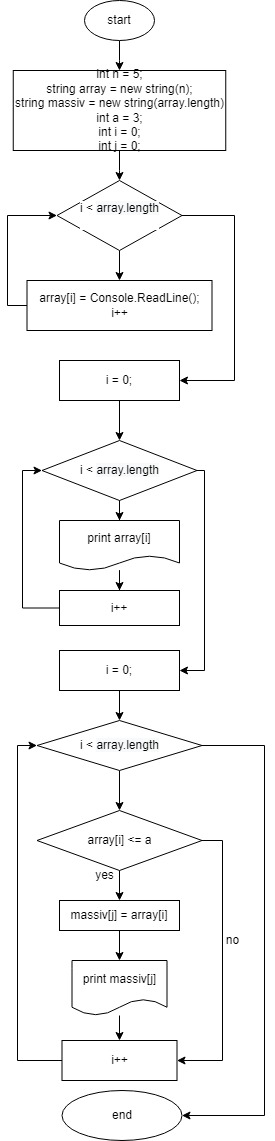 start
int n = 5;
string array = new string(n);
string massiv = new string(array.length)
int a = 3;
int i = 0;
int j = 0;
i < array.length
array[i] = Console.ReadLine();
i++
i = 0;
i < array.length
print array[i]
i++
i = 0;
i < array.length
array[i] <= a
yes
massiv[j] = array[i]
no
print massiv[j]
i++
end